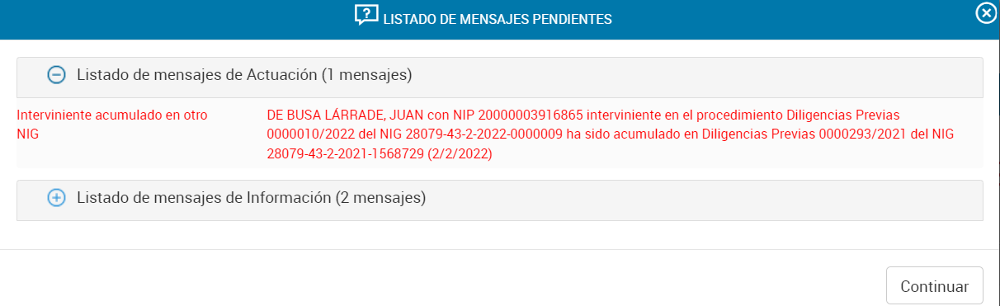 LISTADO DE MENSAJES PENDIENTES
Listado de mensajes de Actuación (1 mensajes)
Interviniente acumulado en otro
NIG
DE BUSA LÁRRADE, JUAN con NIP 20000003916865 interviniente en el procedimiento Diligencias Previas
0000010/2022 del NIG 28079-43-2-2022-0000009 ha sido acumulado en Diligencias Previas 0000293/2021 del NIG
28079-43-2-2021-1568729 (2/2/2022)
Listado de mensajes de Información (2 mensajes)
Continuar